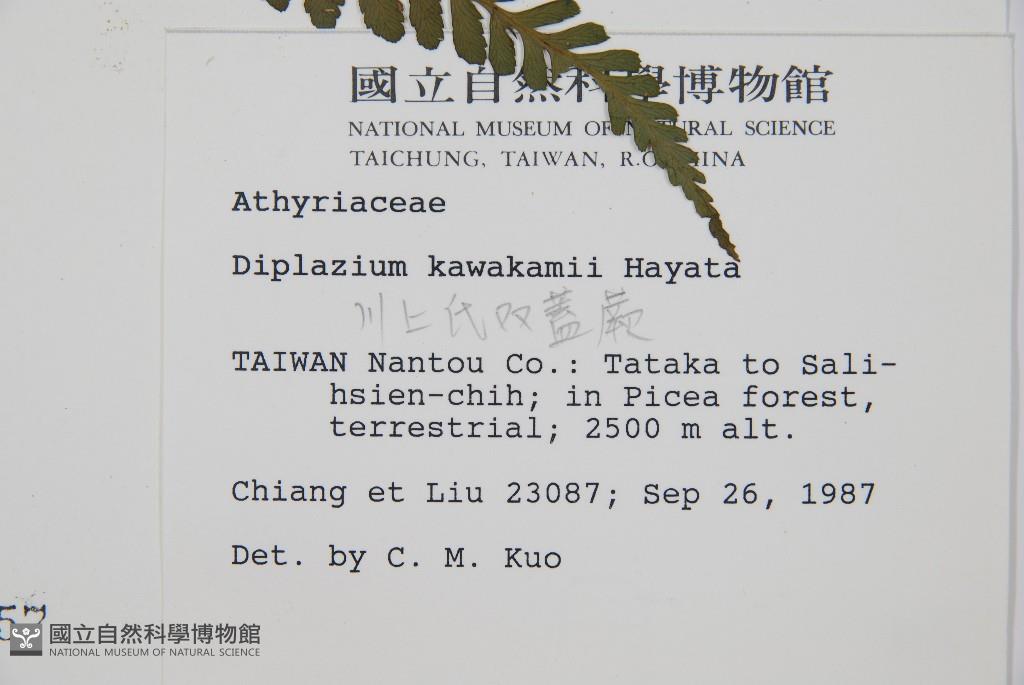 國立自然科學博物館
NATIONAL MUSEUM OF NATURAL SCIENCE
TAICHUNG, TAIWAN, R.O. CHINA
Athyriaceae
Diplazium kawakamii Hayata
川上氏双蓋蕨
TAIWAN Nantou Co.: Tataka to Sali-
hsien-chih; in Picea forest,
terrestrial; 2500 m alt.
Chiang et Liu 23087; Sep 26, 1987
Det. by C. M. Kuo
57
國立自然科學博物館
NATIONAL MUSEUM OF NATURAL SCIENCE